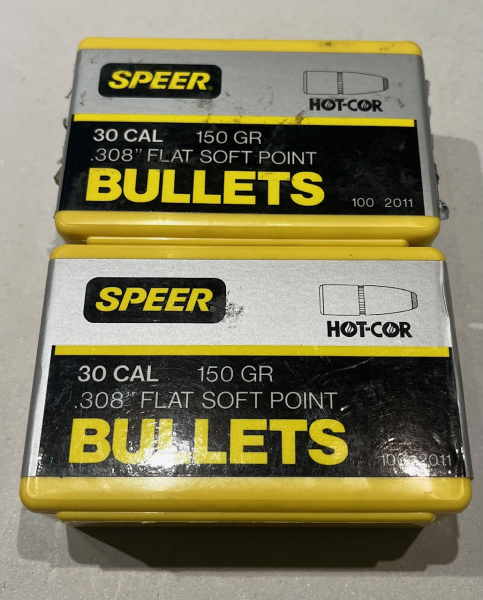 SPEER
HOT-COR
30 CAL 150 GR
.308" FLAT SOFT POINT
BULLETS
100 2011
SPEER
HOT-COR
30 CAL 150 GR
.308" FLAT SOFT POINT
BULLETS
100 2011